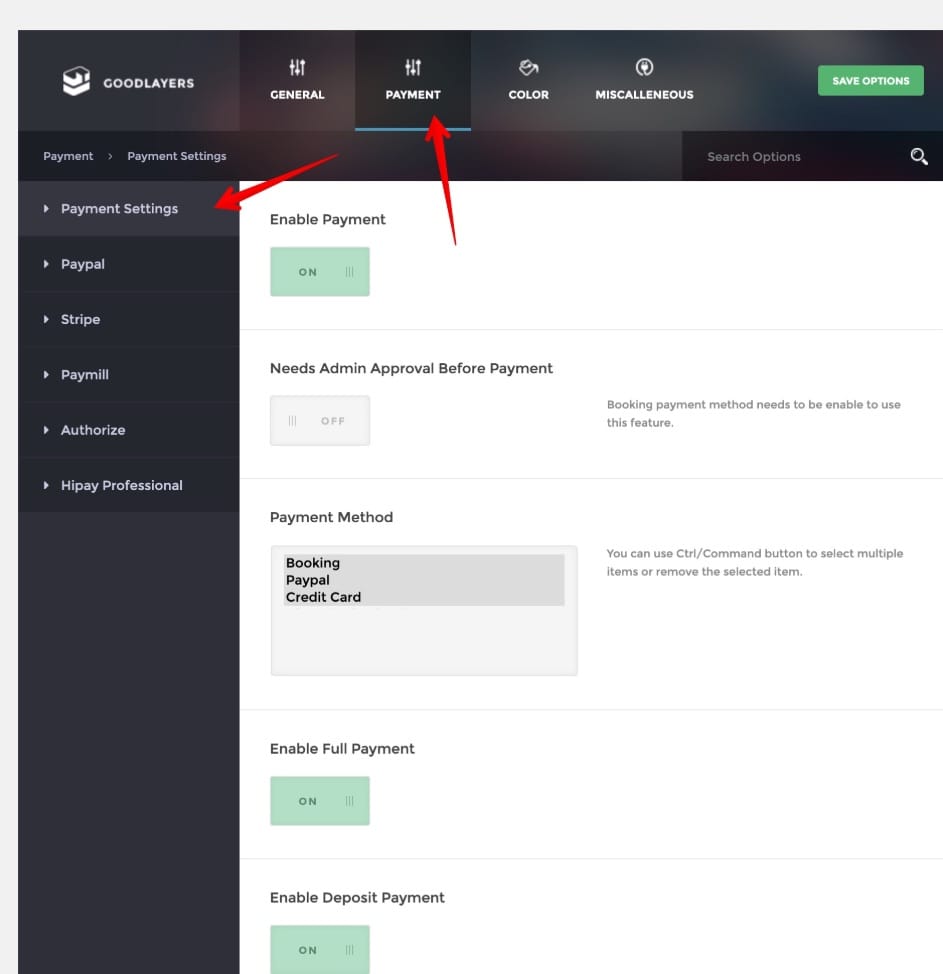 GOODLAYERS
GENERAL
PAYMENT
COLOR
MISCALLENEOUS
SAVE OPTIONS
Payment > Payment Settings
Search Options
Payment Settings
Paypal
Stripe
Paymill
Authorize
Hipay Professional
Enable Payment
ON
Needs Admin Approval Before Payment
OFF
Booking payment method needs to be enable to use
this feature.
Payment Method
Booking
Paypal
Credit Card
You can use Ctrl/Command button to select multiple
items or remove the selected item.
Enable Full Payment
ON
Enable Deposit Payment
ON